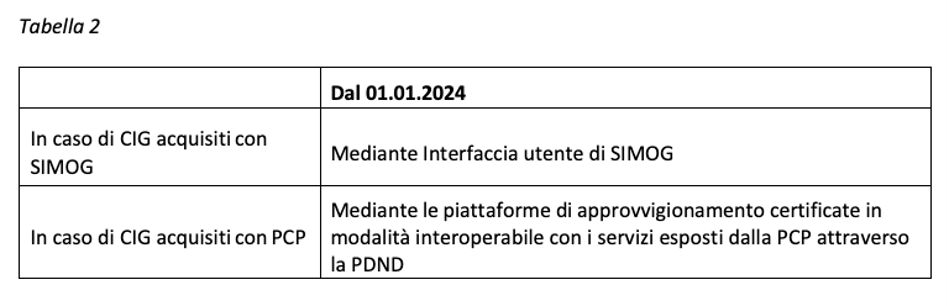 Tabella 2
Dal 01.01.2024
In caso di CIG acquisiti con
SIMOG
Mediante Interfaccia utente di SIMOG
In caso di CIG acquisiti con PCP
Mediante le piattaforme di approvvigionamento certificate in
modalità interoperabile con i servizi esposti dalla PCP attraverso
la PDND